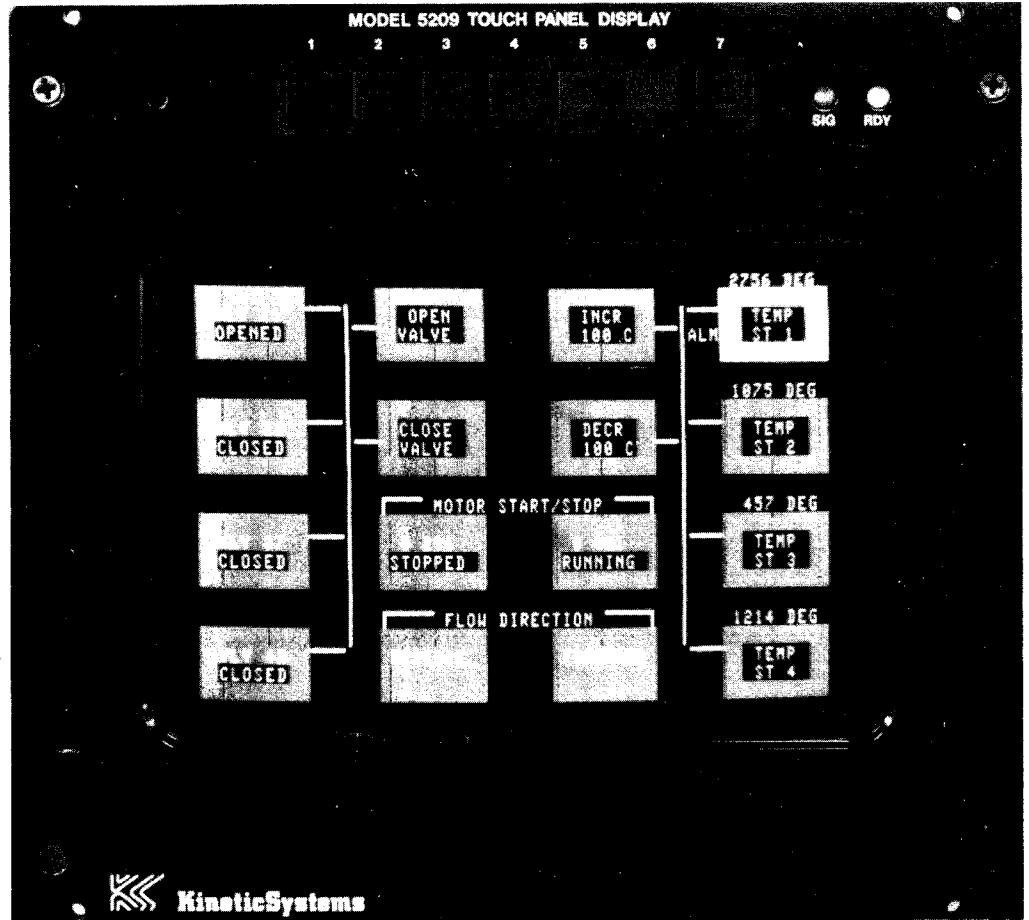 MODEL 5209 TOUCH PANEL DISPLAY
1 2 3 4 5 6 7
SIG RDY
2756 DEG
OPENED
OPEN
VALVE
INCR
100 C
ALM
TEMP
ST 1
1075 DEG
CLOSED
CLOSE
VALVE
DECR
100 C
TEMP
ST 2
MOTOR START/STOP
457 DEG
CLOSED
STOPPED
RUNNING
TEMP
ST 3
FLOW DIRECTION
1214 DEG
CLOSED
TEMP
ST 4
KineticSystems